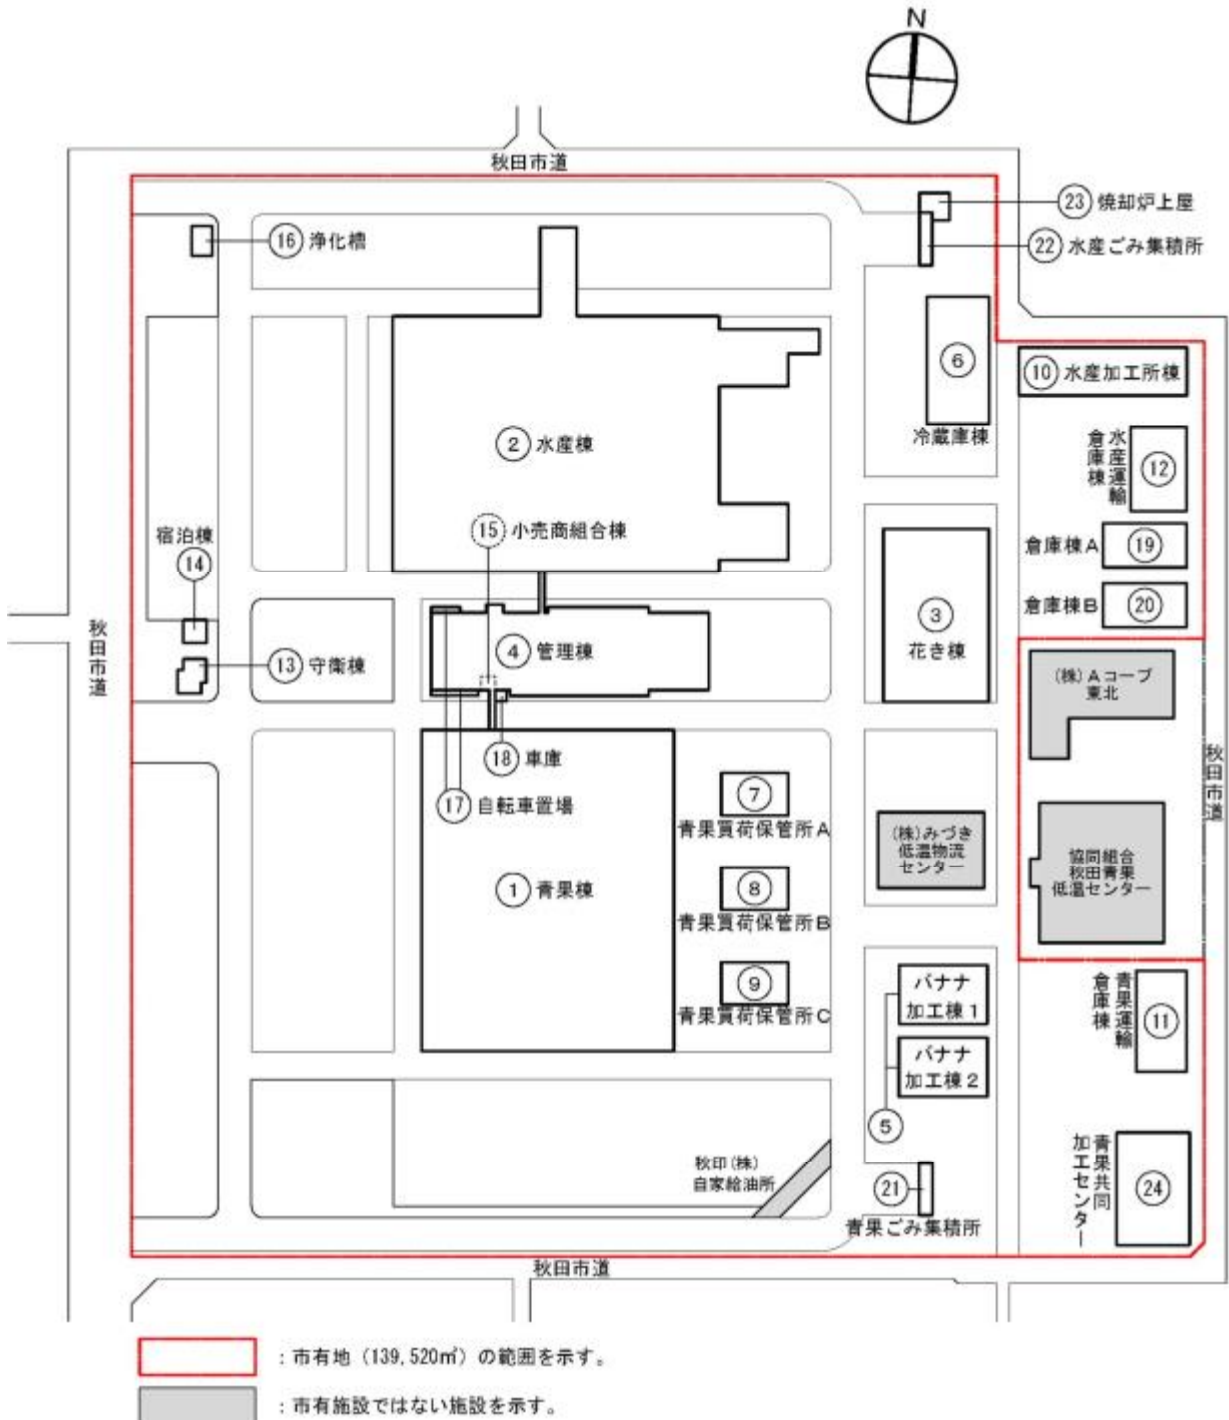 N
秋田市道
23 焼却炉上屋
22 水産ごみ集積所
16 浄化槽
6
冷蔵庫棟
10 水産加工所棟
2 水産棟
水産運輸
倉庫棟
12
15 小売商組合棟
宿泊棟
14
倉庫棟A 19
倉庫棟B 20
3
花き棟
4 管理棟
13 守衛棟
秋田市道
(株)Aコープ
東北
18 車庫
17 自転車置場
秋田市道
7
青果買荷保管所A
(株)みづき
低温物流
センター
協同組合
秋田青果
低温センター
1 青果棟
8
青果買荷保管所B
9
青果買荷保管所C
バナナ
加工棟1
バナナ
加工棟2
5
青果運輸
倉庫棟
11
秋印(株)
自家給油所
21
青果ごみ集積所
青果共同
加工センター
24
秋田市道
：市有地（139,520㎡）の範囲を示す。
：市有施設ではない施設を示す。